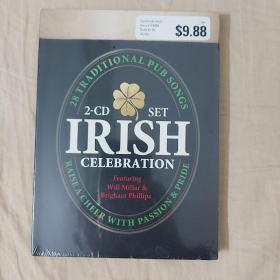 $9.88
28 TRADITIONAL PUB SONGS
2-CD SET
IRISH
CELEBRATION
Featuring
Will Millar &
Brigham Phillips
RAISE A CHEER WITH PASSION & PRIDE